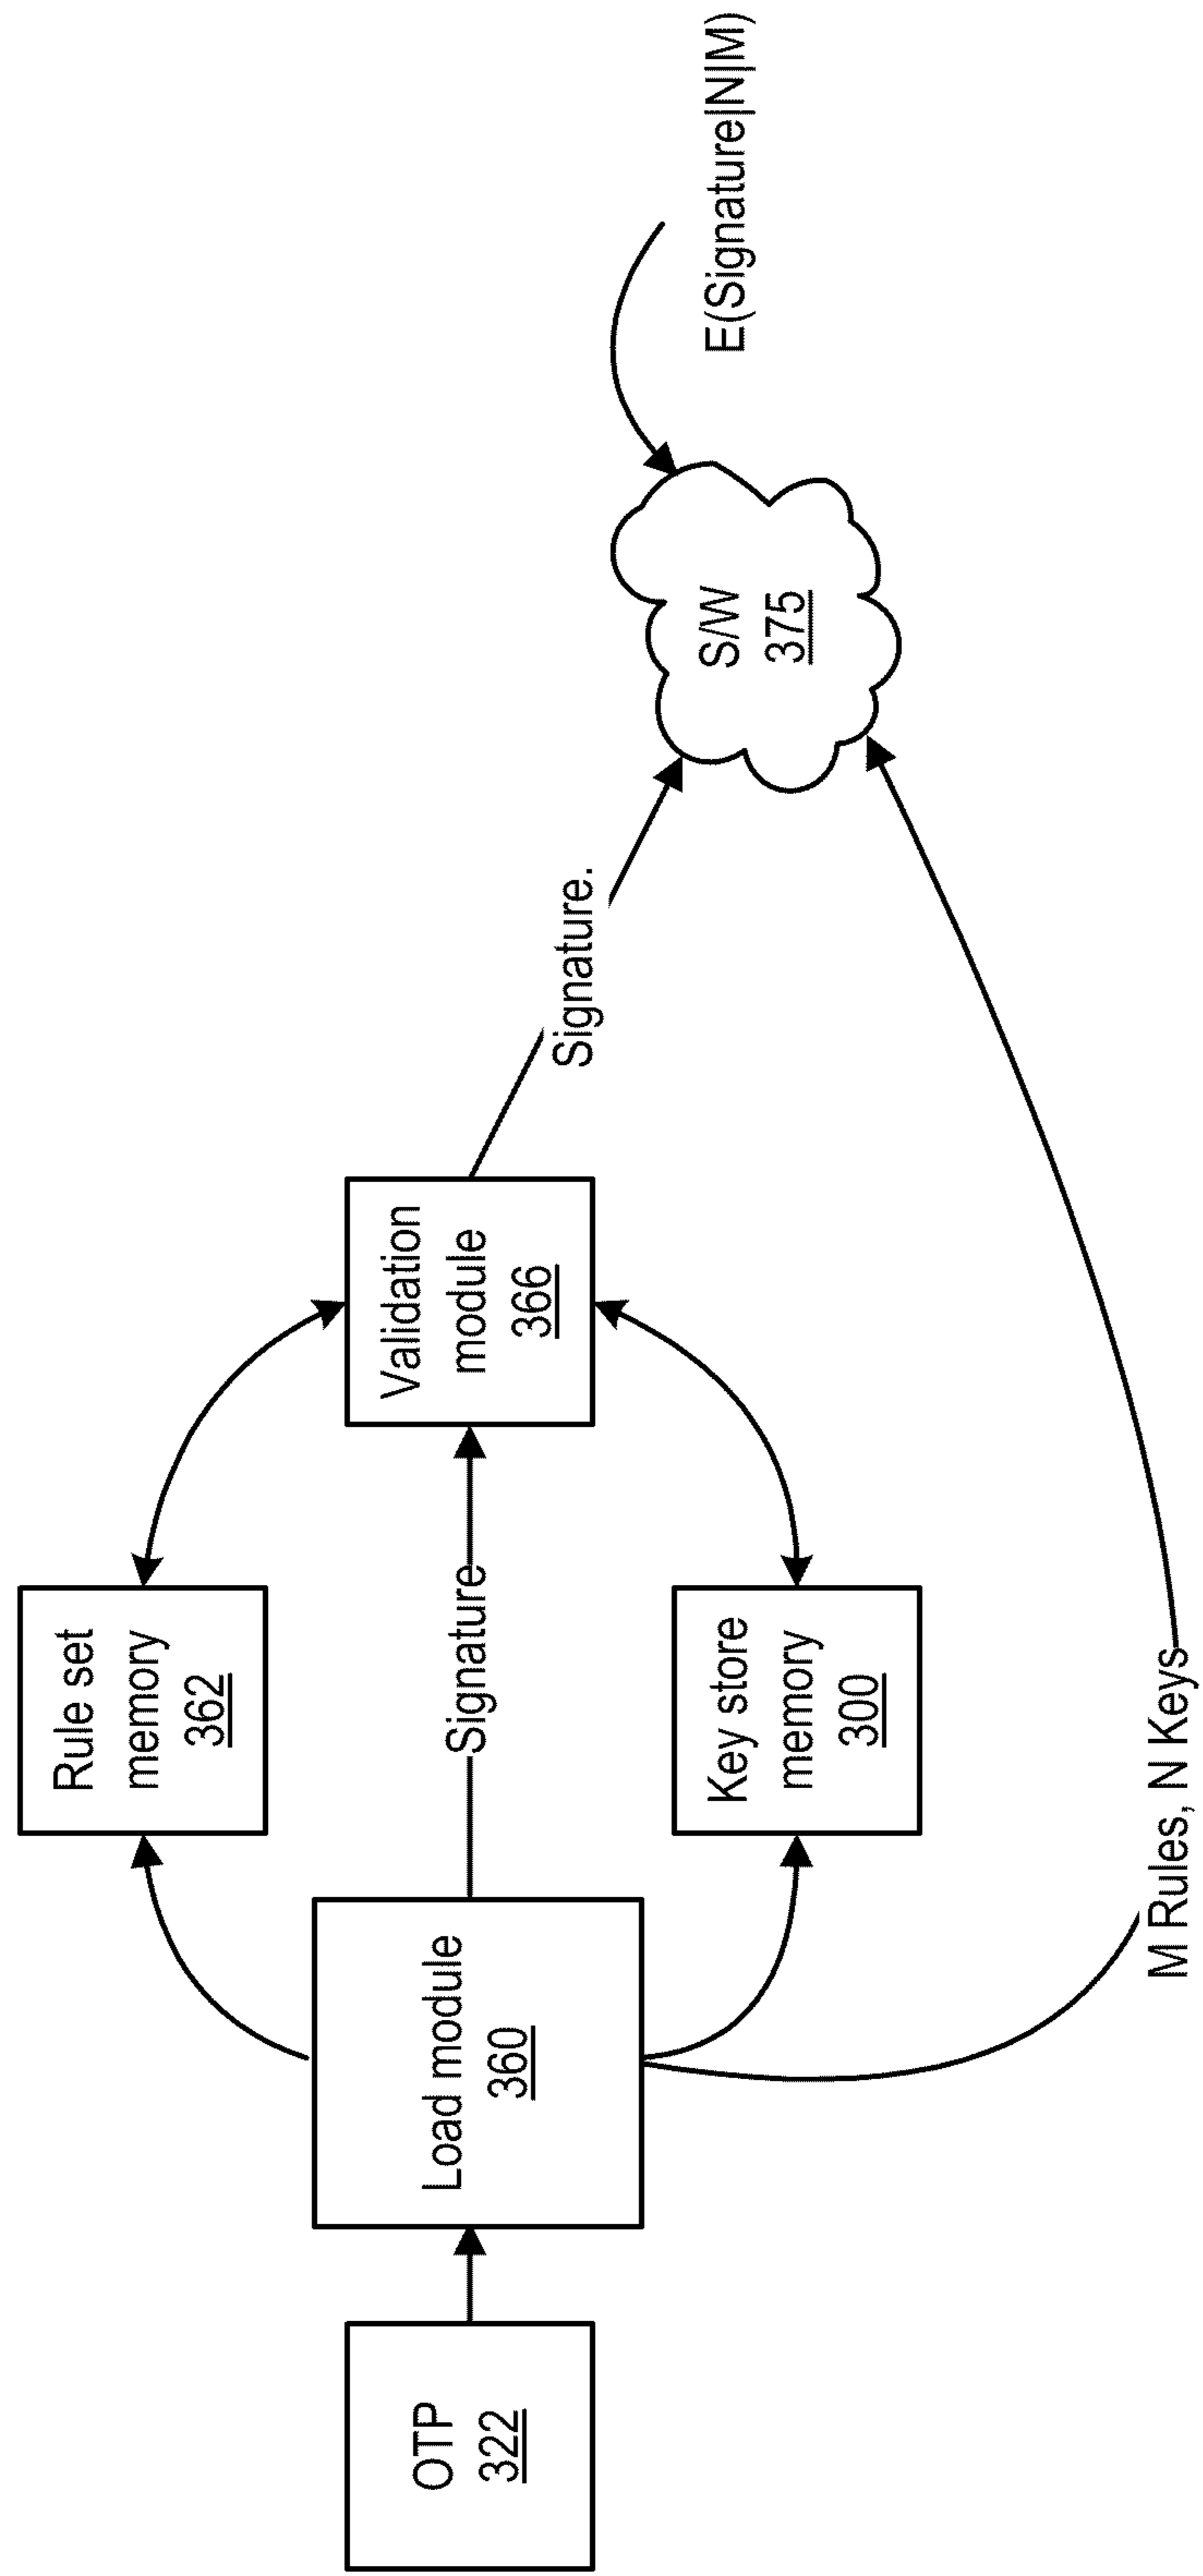 OTP
322
Load module
360
Rule set
memory
362
Signature
Key store
memory
300
Validation
module
366
Signature.
M Rules, N Keys
S/W
375
E(Signature|N|M)